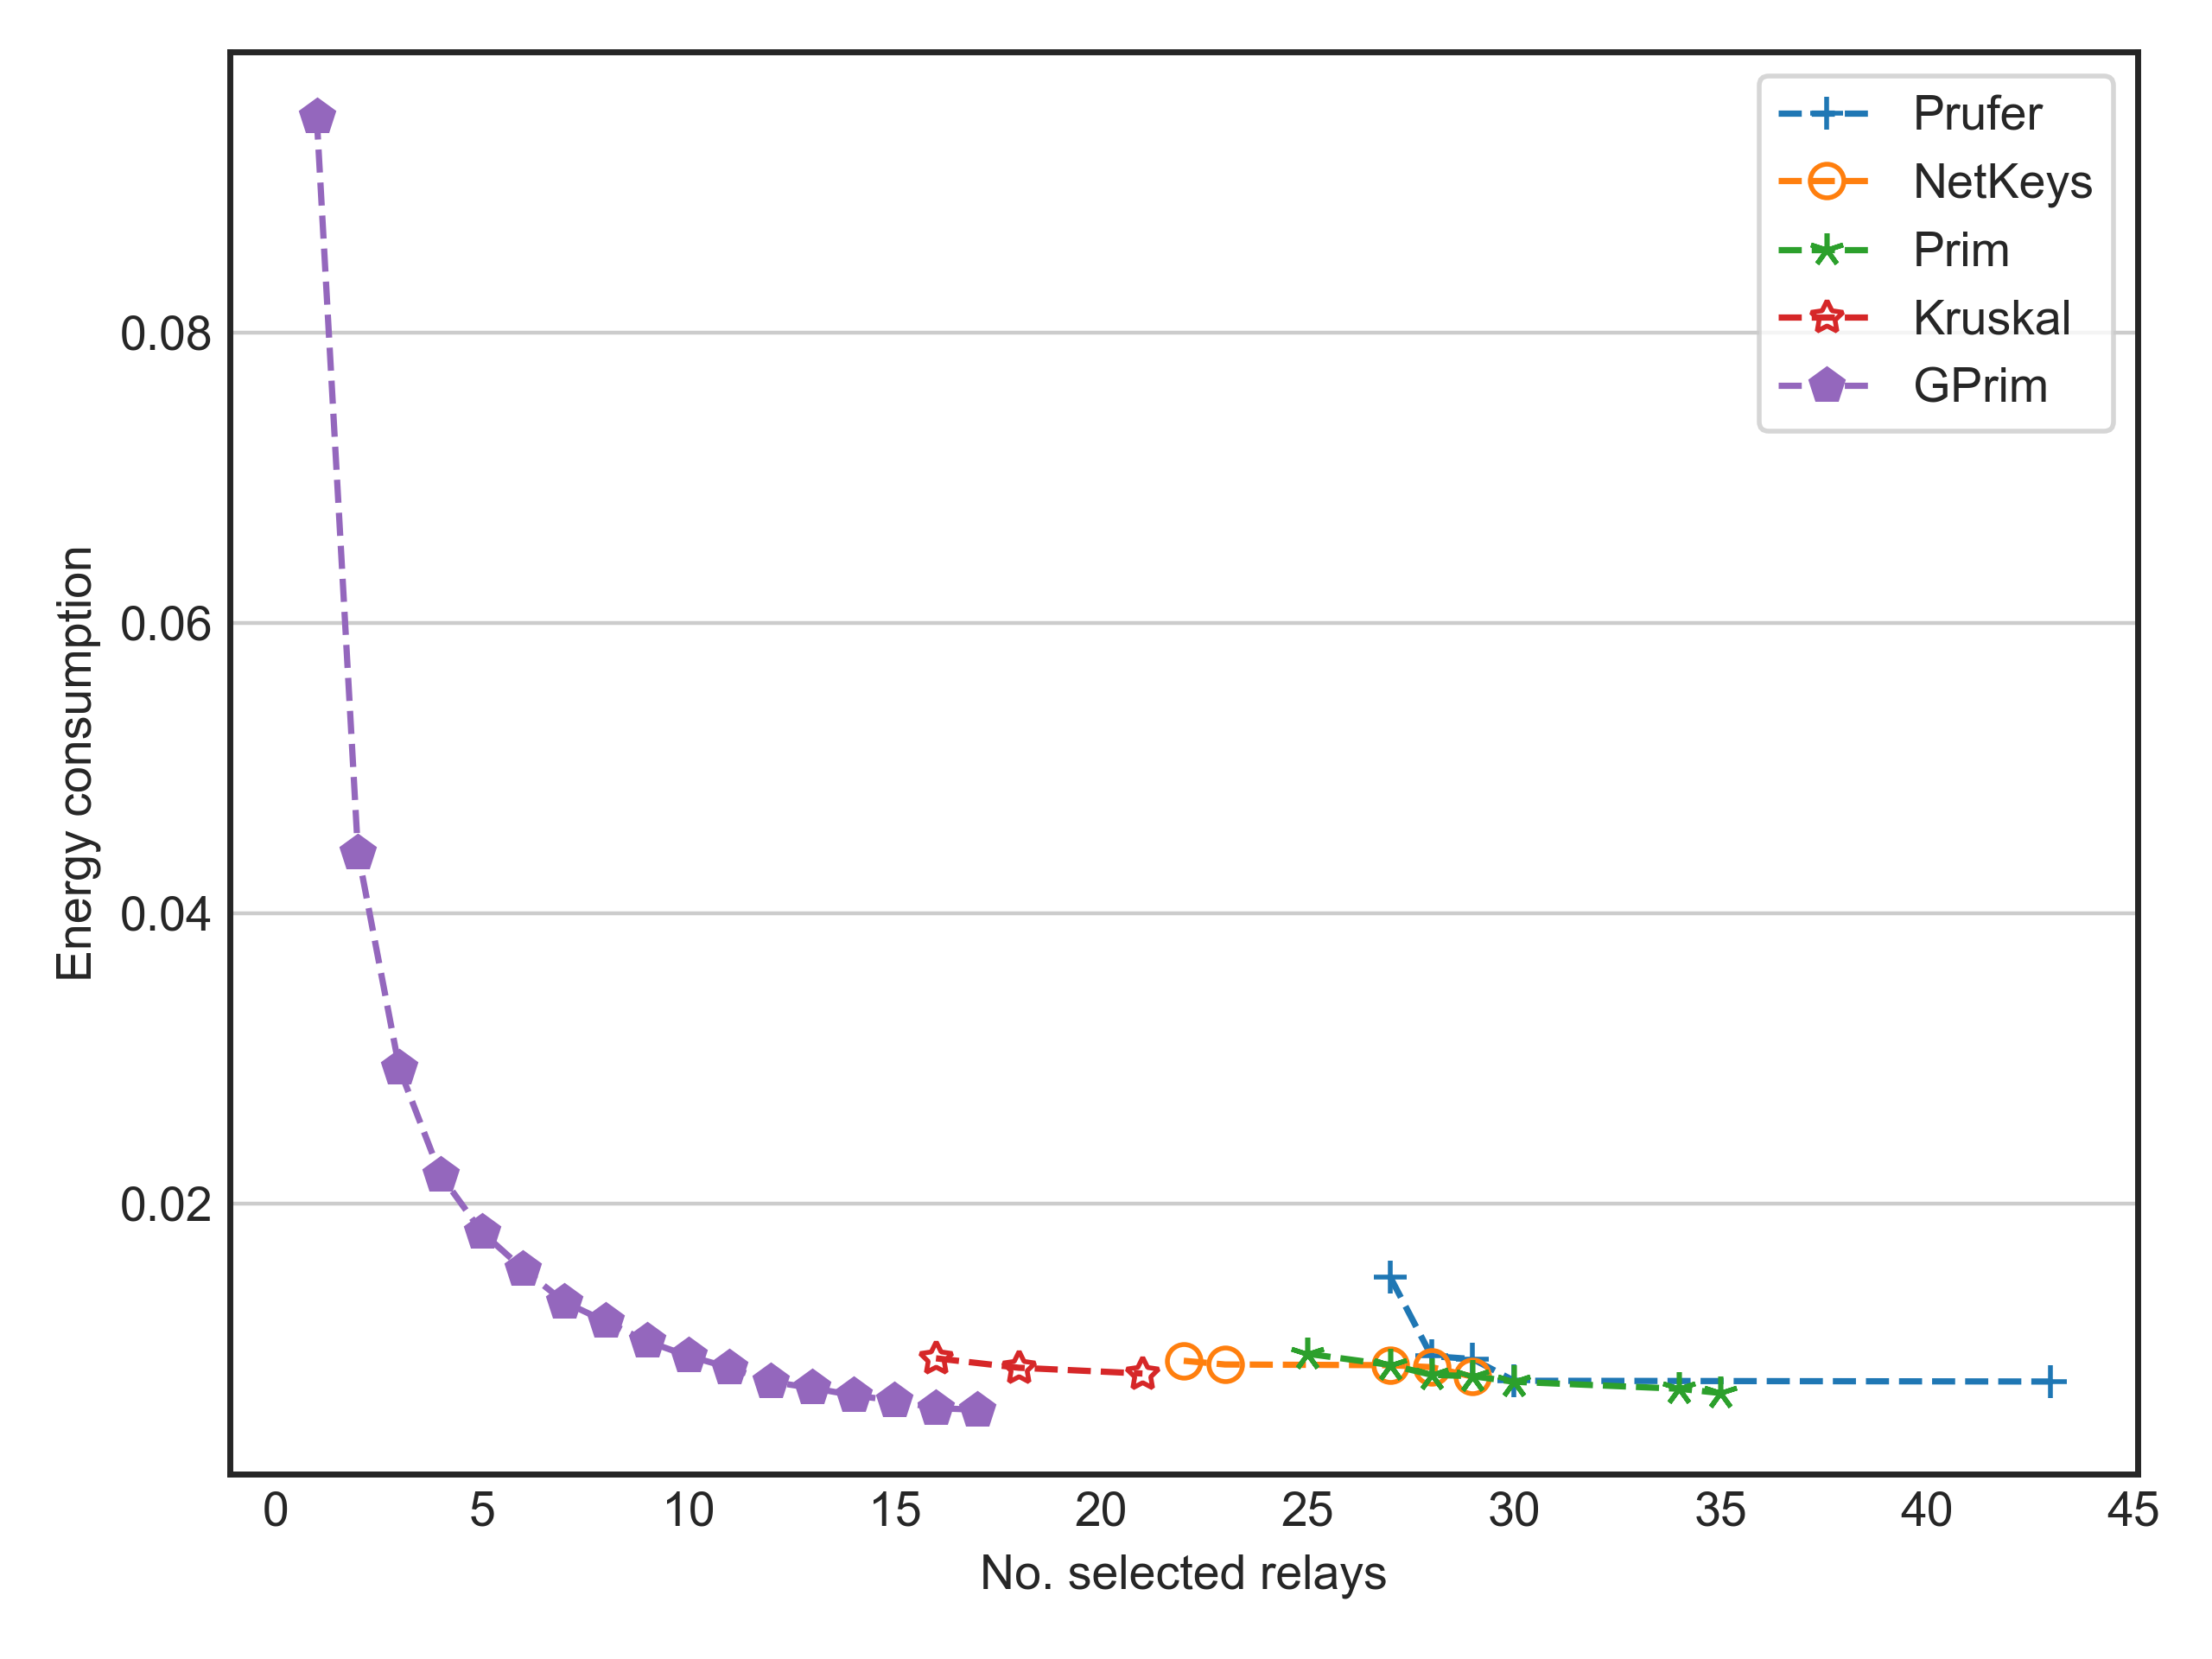 Prufer
NetKeys
Prim
Kruskal
GPrim
Energy consumption
0.08
0.06
0.04
0.02
0 5 10 15 20 25 30 35 40 45
No. selected relays